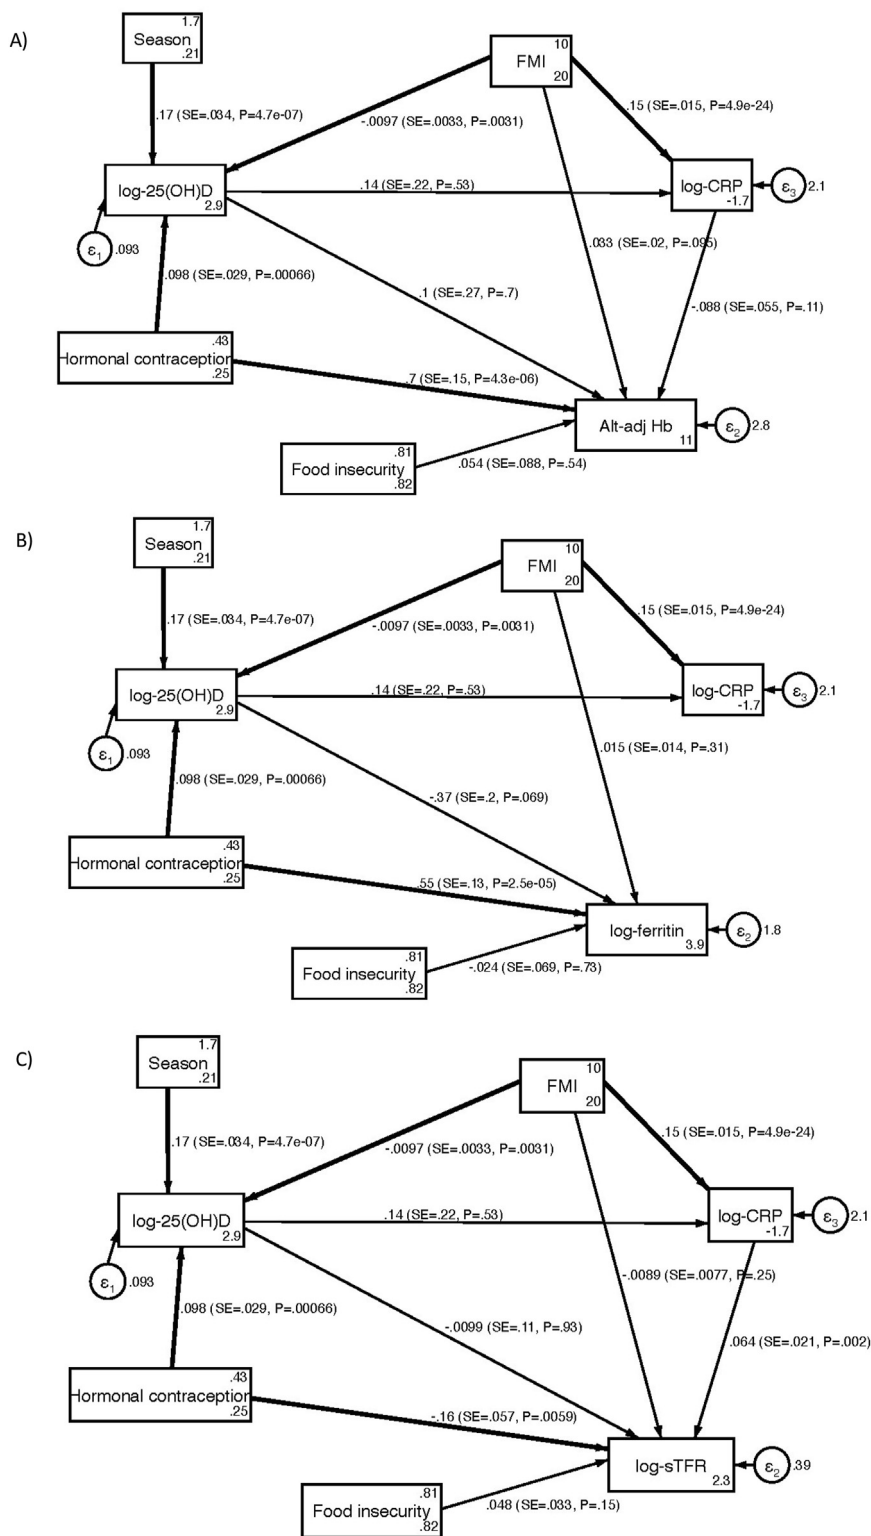 A)
1.7
Season
.21
10
FMI
20
.17 (SE=.034, P=4.7e-07)
-.0097 (SE=.0033, P=.0031)
.15 (SE=.015, P=4.9e-24)
log-25(OH)D
2.9
.14 (SE=.22, P=.53)
log-CRP
-1.7
ε3
2.1
ε1
.093
.098 (SE=.029, P=.00066)
.033 (SE=.02, P=.095)
.1 (SE=.27, P=.7)
-.088 (SE=.055, P=.11)
.43
Hormonal contraception
.25
.7 (SE=.15, P=4.3e-06)
Alt-adj Hb
11
ε2
2.8
.81
Food insecurity
.82
.054 (SE=.088, P=.54)
B)
1.7
Season
.21
10
FMI
20
.17 (SE=.034, P=4.7e-07)
-.0097 (SE=.0033, P=.0031)
.15 (SE=.015, P=4.9e-24)
log-25(OH)D
2.9
.14 (SE=.22, P=.53)
log-CRP
-1.7
ε3
2.1
ε1
.093
.098 (SE=.029, P=.00066)
.015 (SE=.014, P=.31)
-.37 (SE=.2, P=.069)
.43
Hormonal contraception
.25
.55 (SE=.13, P=2.5e-05)
log-ferritin
3.9
ε2
1.8
.81
Food insecurity
.82
-.024 (SE=.069, P=.73)
C)
1.7
Season
.21
10
FMI
20
.17 (SE=.034, P=4.7e-07)
-.0097 (SE=.0033, P=.0031)
.15 (SE=.015, P=4.9e-24)
log-25(OH)D
2.9
.14 (SE=.22, P=.53)
log-CRP
-1.7
ε3
2.1
ε1
.093
.098 (SE=.029, P=.00066)
-.0089 (SE=.0077, P=.25)
-.0099 (SE=.11, P=.93)
.064 (SE=.021, P=.002)
.43
Hormonal contraception
.25
-.16 (SE=.057, P=.0059)
log-sTFR
2.3
ε2
.39
.81
Food insecurity
.82
.048 (SE=.033, P=.15)